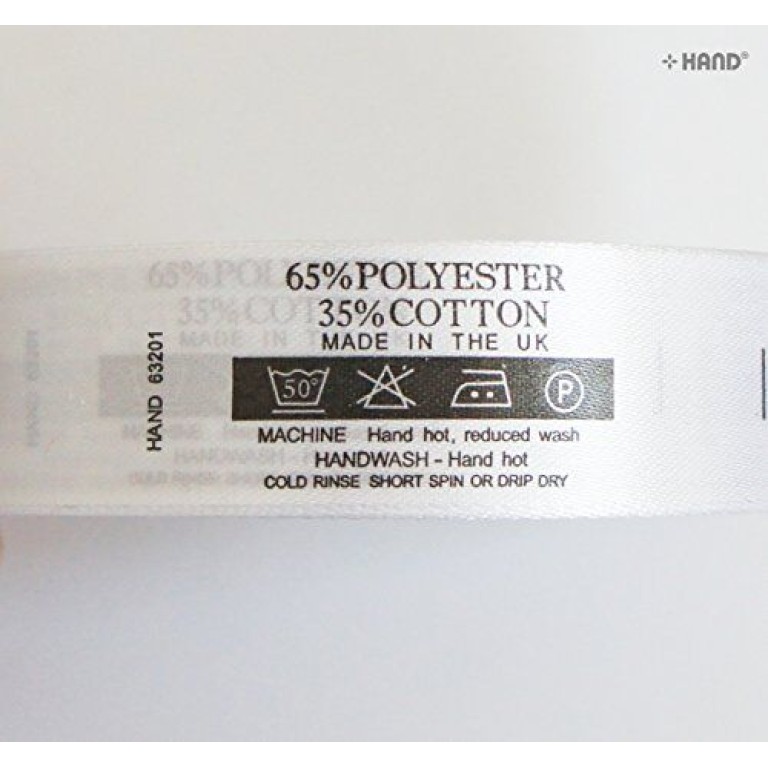 HAND®
65%POLYESTER
35%COTTON
MADE IN THE UK
HAND 63201
50°
P
MACHINE Hand hot, reduced wash
HANDWASH - Hand hot
COLD RINSE SHORT SPIN OR DRIP DRY